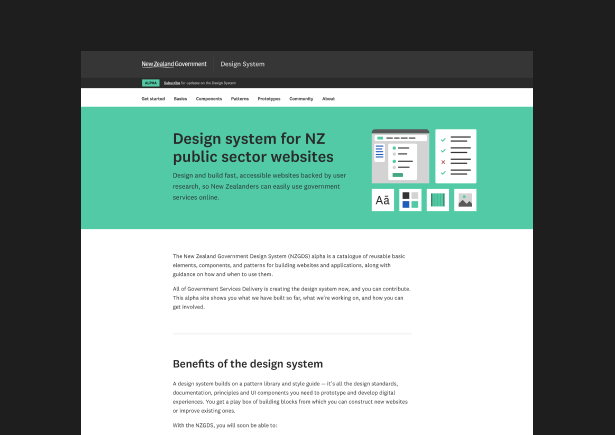 New Zealand Government Design System
ALPHA Subscribe for updates on the Design System
Get started Basics Components Patterns Prototypes Community About
Design system for NZ
public sector websites
Design and build fast, accessible websites backed by user
research, so New Zealanders can easily use government
services online.
Aā
The New Zealand Government Design System (NZGDS) alpha is a catalogue of reusable basic
elements, components, and patterns for building websites and applications, along with
guidance on how and when to use them.
All of Government Services Delivery is creating the design system now, and you can contribute.
This alpha site shows you what we have built so far, what we're working on, and how you can
get involved.
Benefits of the design system
A design system builds on a pattern library and style guide — it's all the design standards,
documentation, principles and UI components you need to prototype and develop digital
experiences. You get a play box of building blocks from which you can construct new websites
or improve existing ones.
With the NZGDS, you will soon be able to: